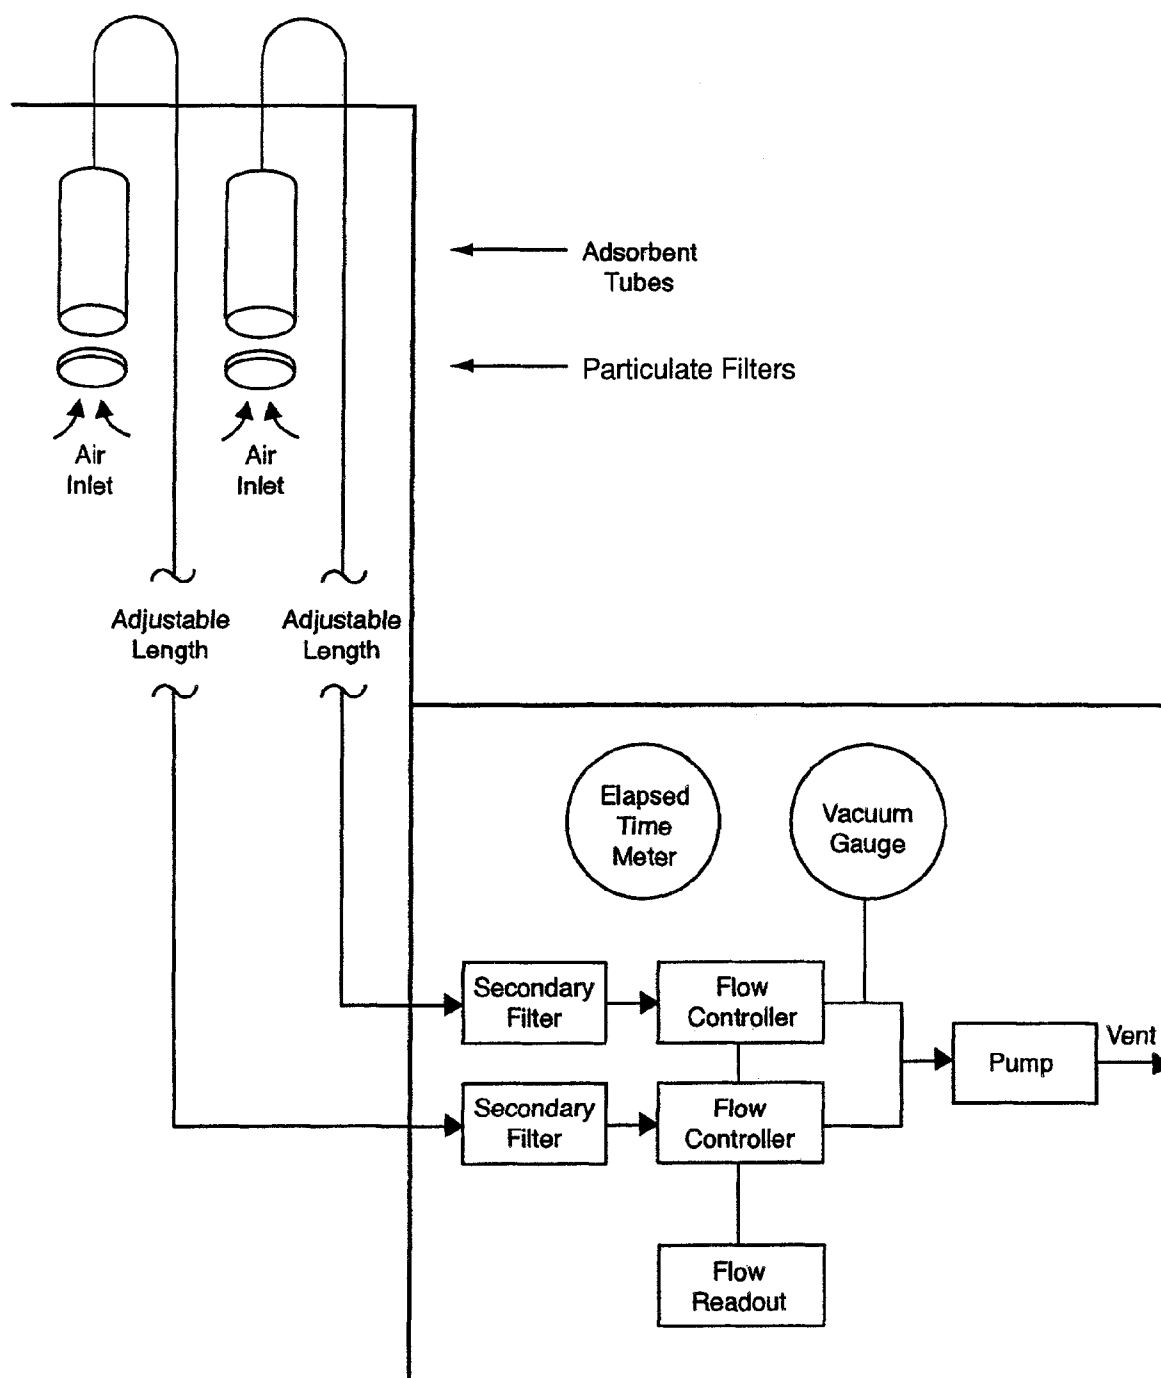 Adsorbent
Tubes
Particulate Filters
Air
Inlet
Air
Inlet
Adjustable
Length
Adjustable
Length
Elapsed
Time
Meter
Vacuum
Gauge
Secondary
Filter
Flow
Controller
Pump
Vent
Secondary
Filter
Flow
Controller
Flow
Readout